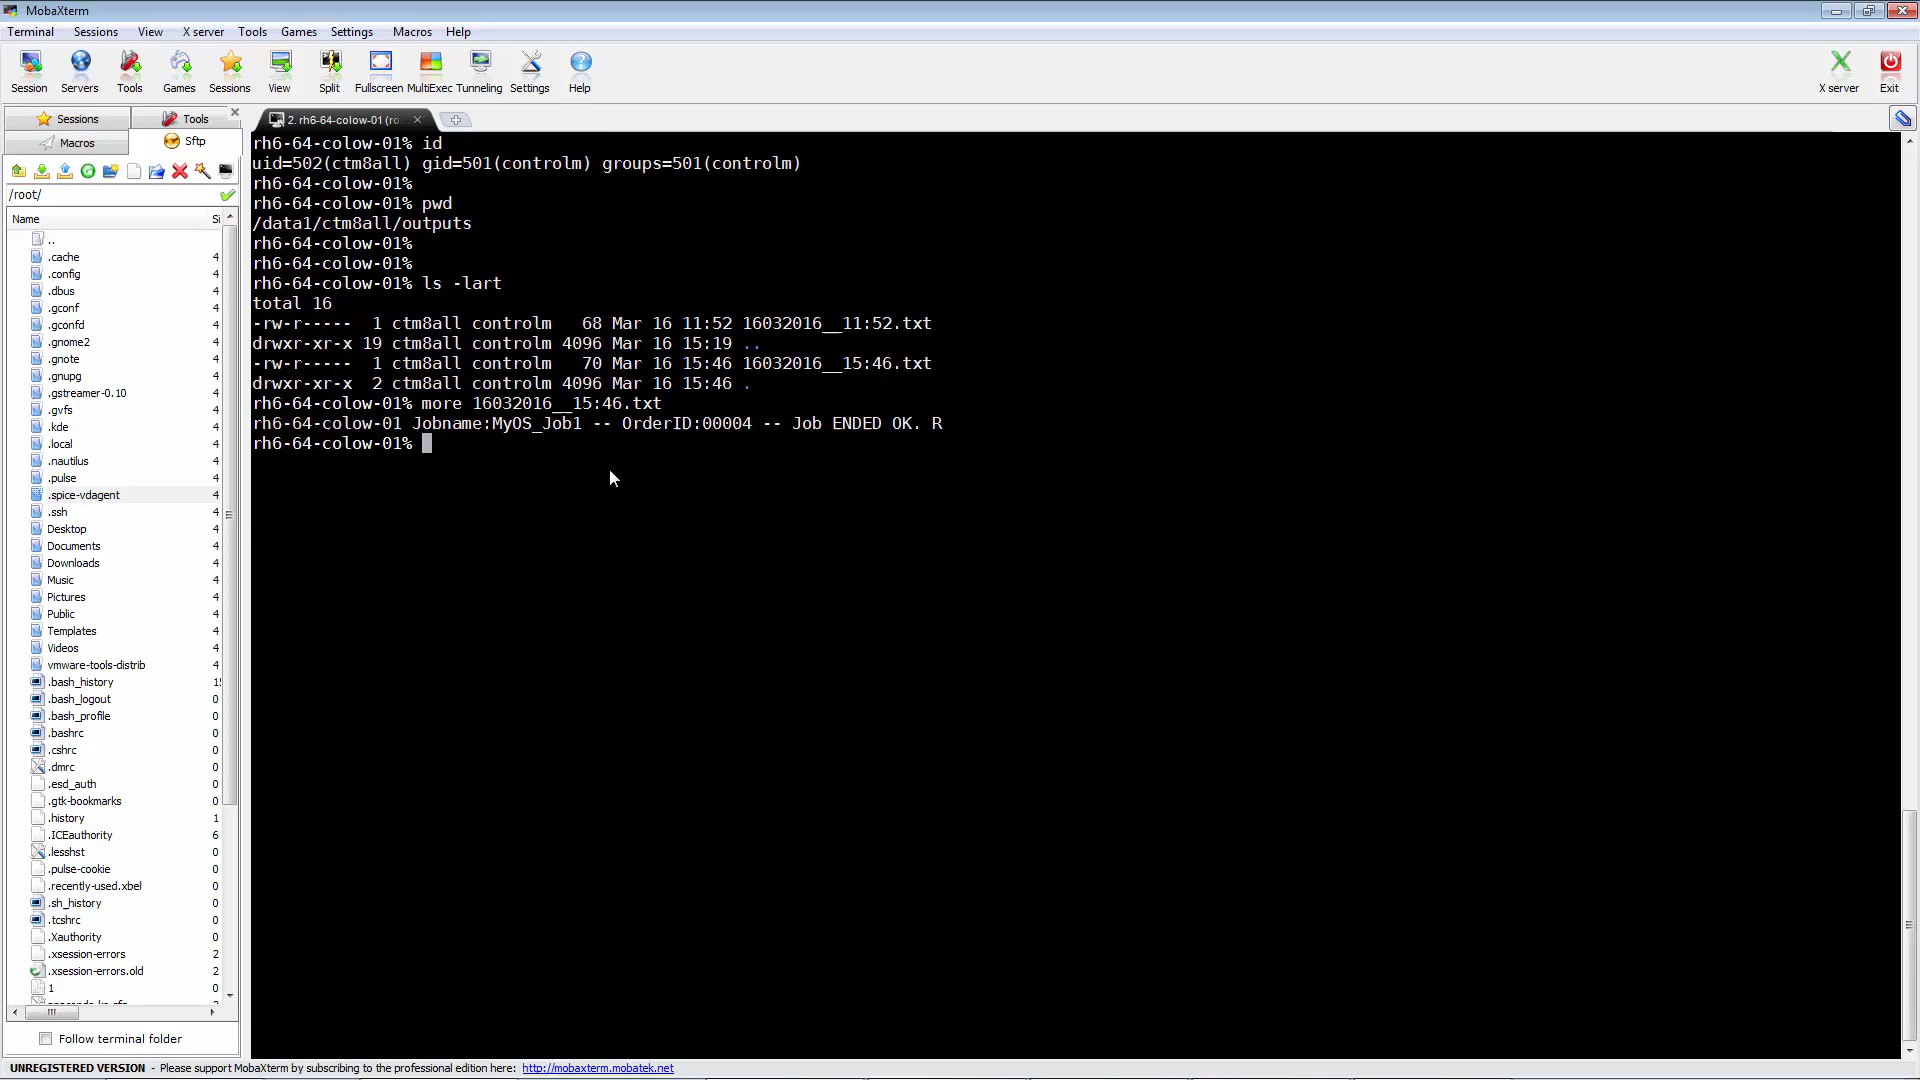 MobaXterm
Terminal Sessions View X server Tools Games Settings Macros Help
Session Servers Tools Games Sessions View Split Fullscreen MultiExec Tunneling Settings Help X server Exit
Sessions Tools
Macros Sftp
2. rh6-64-colow-01 (ro
/root/
Name Si
..
.cache 4
.config 4
.dbus 4
.gconf 4
.gconfd 4
.gnome2 4
.gnote 4
.gnupg 4
.gstreamer-0.10 4
.gvfs 4
.kde 4
.local 4
.nautilus 4
.pulse 4
.spice-vdagent 4
.ssh 4
Desktop 4
Documents 4
Downloads 4
Music 4
Pictures 4
Public 4
Templates 4
Videos 4
vmware-tools-distrib 4
.bash_history 1
.bash_logout 0
.bash_profile 0
.bashrc 0
.cshrc 0
.dmrc 0
.esd_auth 0
.gtk-bookmarks 0
.history 1
.ICEauthority 6
.lesshst 0
.pulse-cookie 0
.recently-used.xbel 0
.sh_history 0
.tcshrc 0
.Xauthority 0
.xsession-errors 2
.xsession-errors.old 2
1 0
Follow terminal folder
rh6-64-colow-01% id
uid=502(ctm8all) gid=501(controlm) groups=501(controlm)
rh6-64-colow-01%
rh6-64-colow-01% pwd
/data1/ctm8all/outputs
rh6-64-colow-01%
rh6-64-colow-01%
rh6-64-colow-01% ls -lart
total 16
-rw-r----- 1 ctm8all controlm 68 Mar 16 11:52 16032016__11:52.txt
drwxr-xr-x 19 ctm8all controlm 4096 Mar 16 15:19 ..
-rw-r----- 1 ctm8all controlm 70 Mar 16 15:46 16032016__15:46.txt
drwxr-xr-x 2 ctm8all controlm 4096 Mar 16 15:46 .
rh6-64-colow-01% more 16032016__15:46.txt
rh6-64-colow-01 Jobname:MyOS_Job1 -- OrderID:00004 -- Job ENDED OK. R
rh6-64-colow-01%
UNREGISTERED VERSION - Please support MobaXterm by subscribing to the professional edition here: http://mobaxterm.mobatek.net